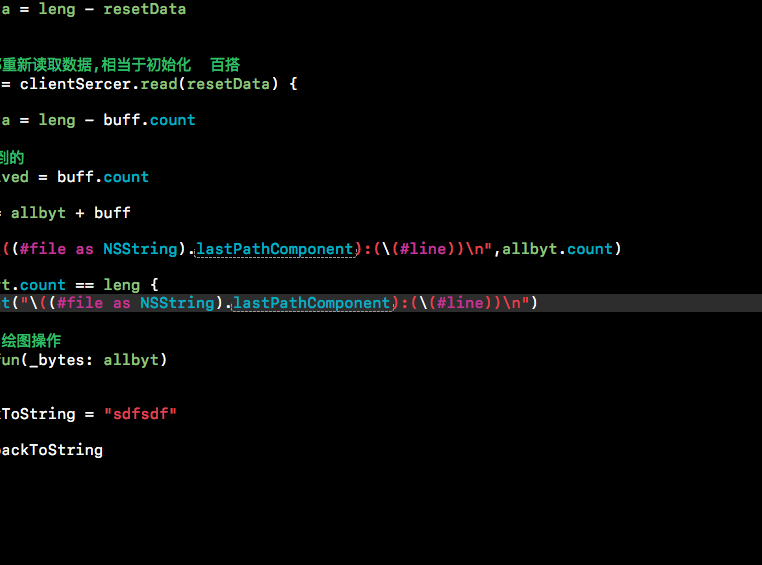 a = leng - resetData
重新读取数据,相当于初始化  百搭
= clientSercer.read(resetData) {
a = leng - buff.count
到的
ved = buff.count
= allbyt + buff
((#file as NSString).lastPathComponent):(\(#line))\n",allbyt.count)
t.count == leng {
t("\((#file as NSString).lastPathComponent):(\(#line))\n")
绘图操作
un(_bytes: allbyt)
ToString = "sdfsdf"
ackToString